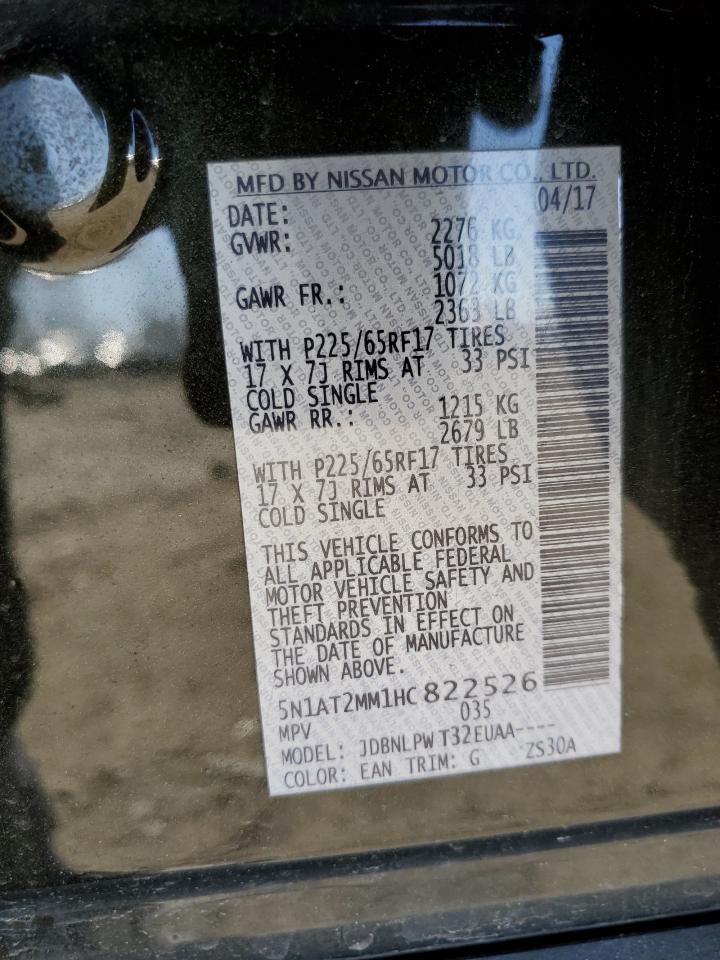 MFD BY NISSAN MOTOR CO., LTD.
DATE: 04/17
GVWR: 2276 KG
5018 LB
GAWR FR.: 1072 KG
2363 LB
WITH P225/65RF17 TIRES
17 X 7J RIMS AT 33 PSI
COLD SINGLE
GAWR RR.: 1215 KG
2679 LB
WITH P225/65RF17 TIRES
17 X 7J RIMS AT 33 PSI
COLD SINGLE
THIS VEHICLE CONFORMS TO
ALL APPLICABLE FEDERAL
MOTOR VEHICLE SAFETY AND
THEFT PREVENTION
STANDARDS IN EFFECT ON
THE DATE OF MANUFACTURE
SHOWN ABOVE.
5N1AT2MM1HC822526
MPV 035
MODEL: JDBNLPWT32EUAA----
COLOR: EAN TRIM: G ZS30A